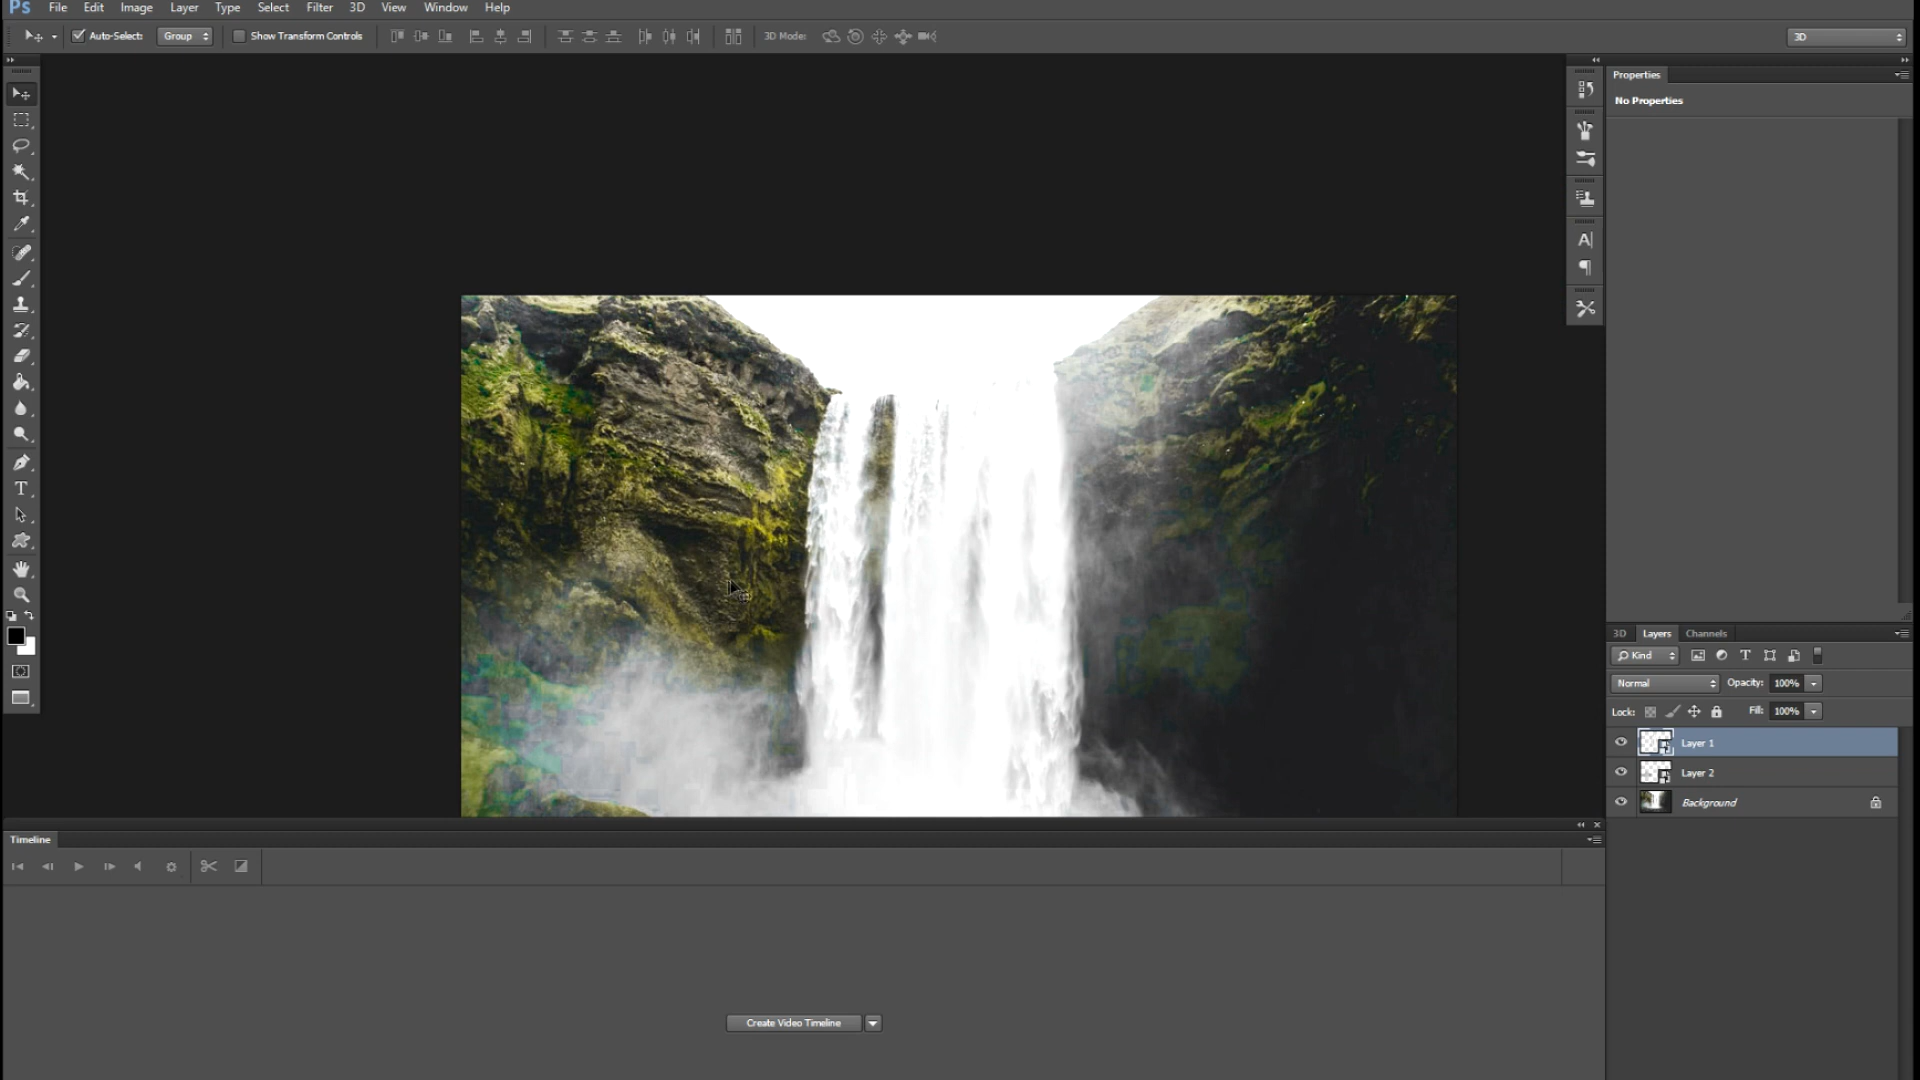 Ps File Edit Image Layer Type Select Filter 3D View Window Help
Auto-Select: Group Show Transform Controls 3D Mode: 3D
Properties
No Properties
3D Layers Channels
Kind
Normal Opacity: 100%
Lock: Fill: 100%
Layer 1
Layer 2
Background
Timeline
Create Video Timeline